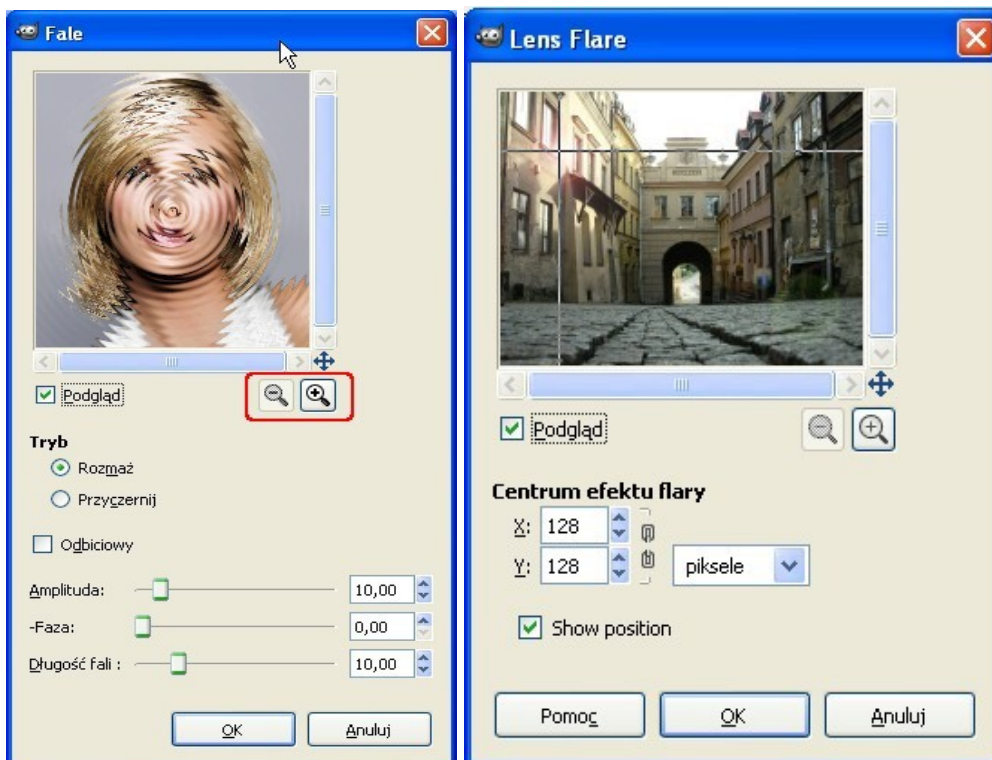 Fale
Podgląd
Tryb
Rozmaż
Przyczernij
Odbiciowy
Amplituda: 10,00
-Faza: 0,00
Długość fali : 10,00
OK Anuluj
Lens Flare
Podgląd
Centrum efektu flary
X: 128
Y: 128 piksele
Show position
Pomoc OK Anuluj